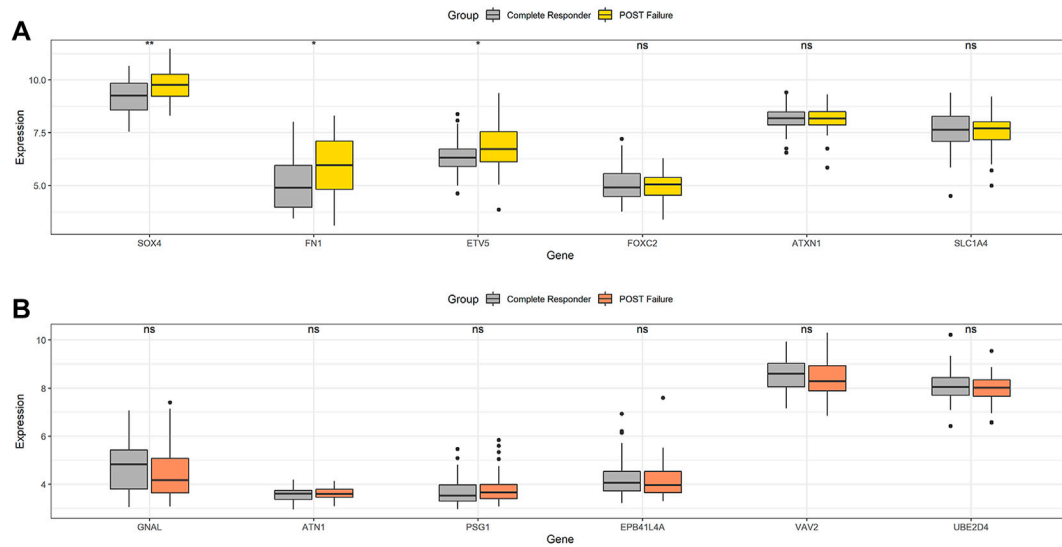 Group Complete Responder POST Failure
A
** * * ns ns ns
10.0
7.5
5.0
Expression
SOX4 FN1 ETV5 FOXC2 ATXN1 SLC1A4
Gene
Group Complete Responder POST Failure
B
ns ns ns ns ns ns
10
8
6
4
Expression
GNAL ATN1 PSG1 EPB41L4A VAV2 UBE2D4
Gene